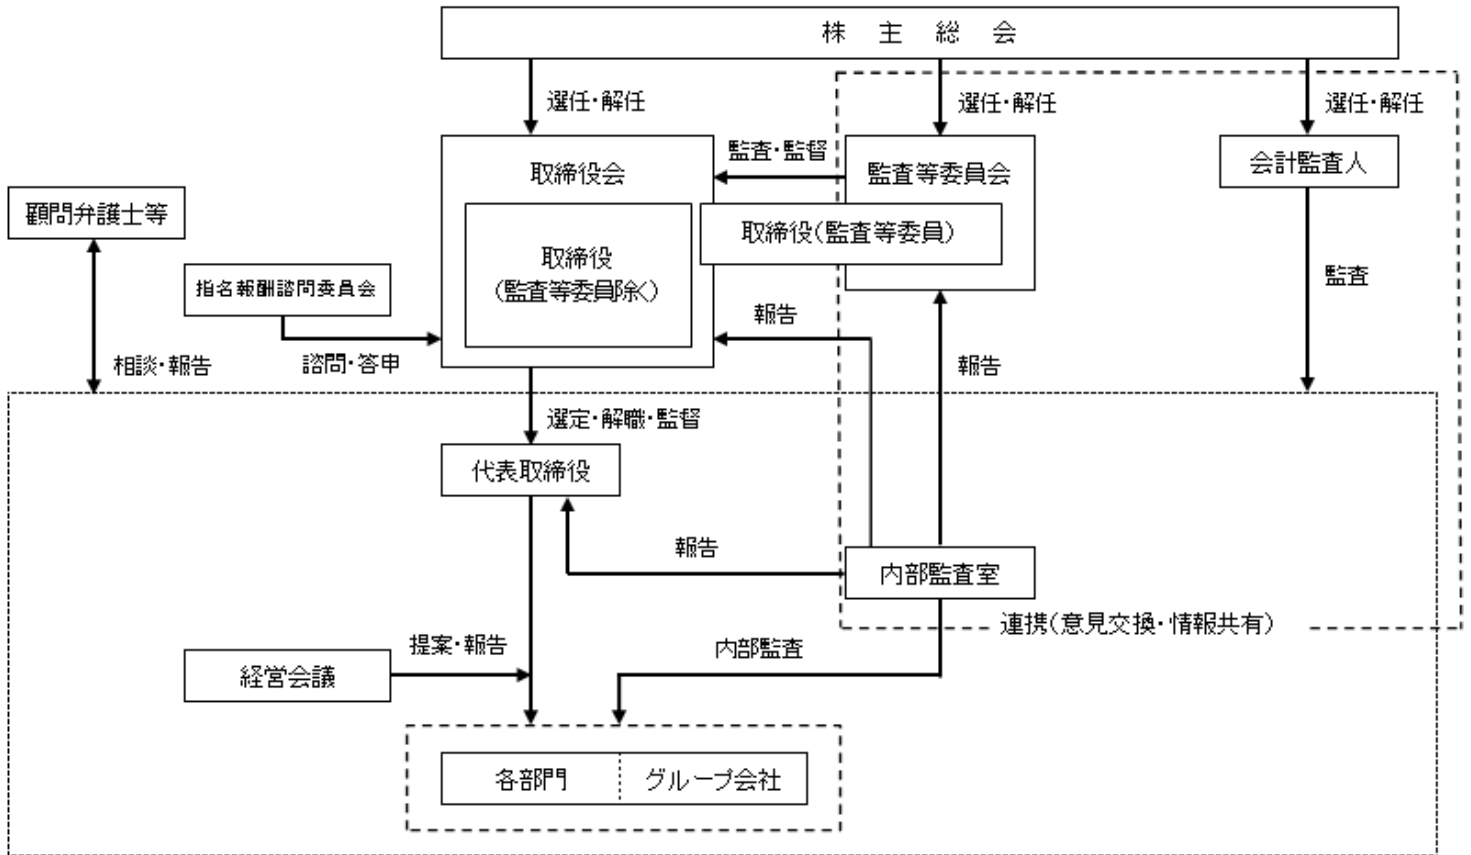 株主総会
選任・解任
選任・解任
選任・解任
取締役会
監査・監督
監査等委員会
会計監査人
顧問弁護士等
取締役(監査等委員)
取締役
(監査等委員除く)
指名報酬諮問委員会
監査
報告
相談・報告
諮問・答申
報告
選定・解職・監督
代表取締役
報告
内部監査室
連携(意見交換・情報共有)
提案・報告
内部監査
経営会議
各部門
グループ会社